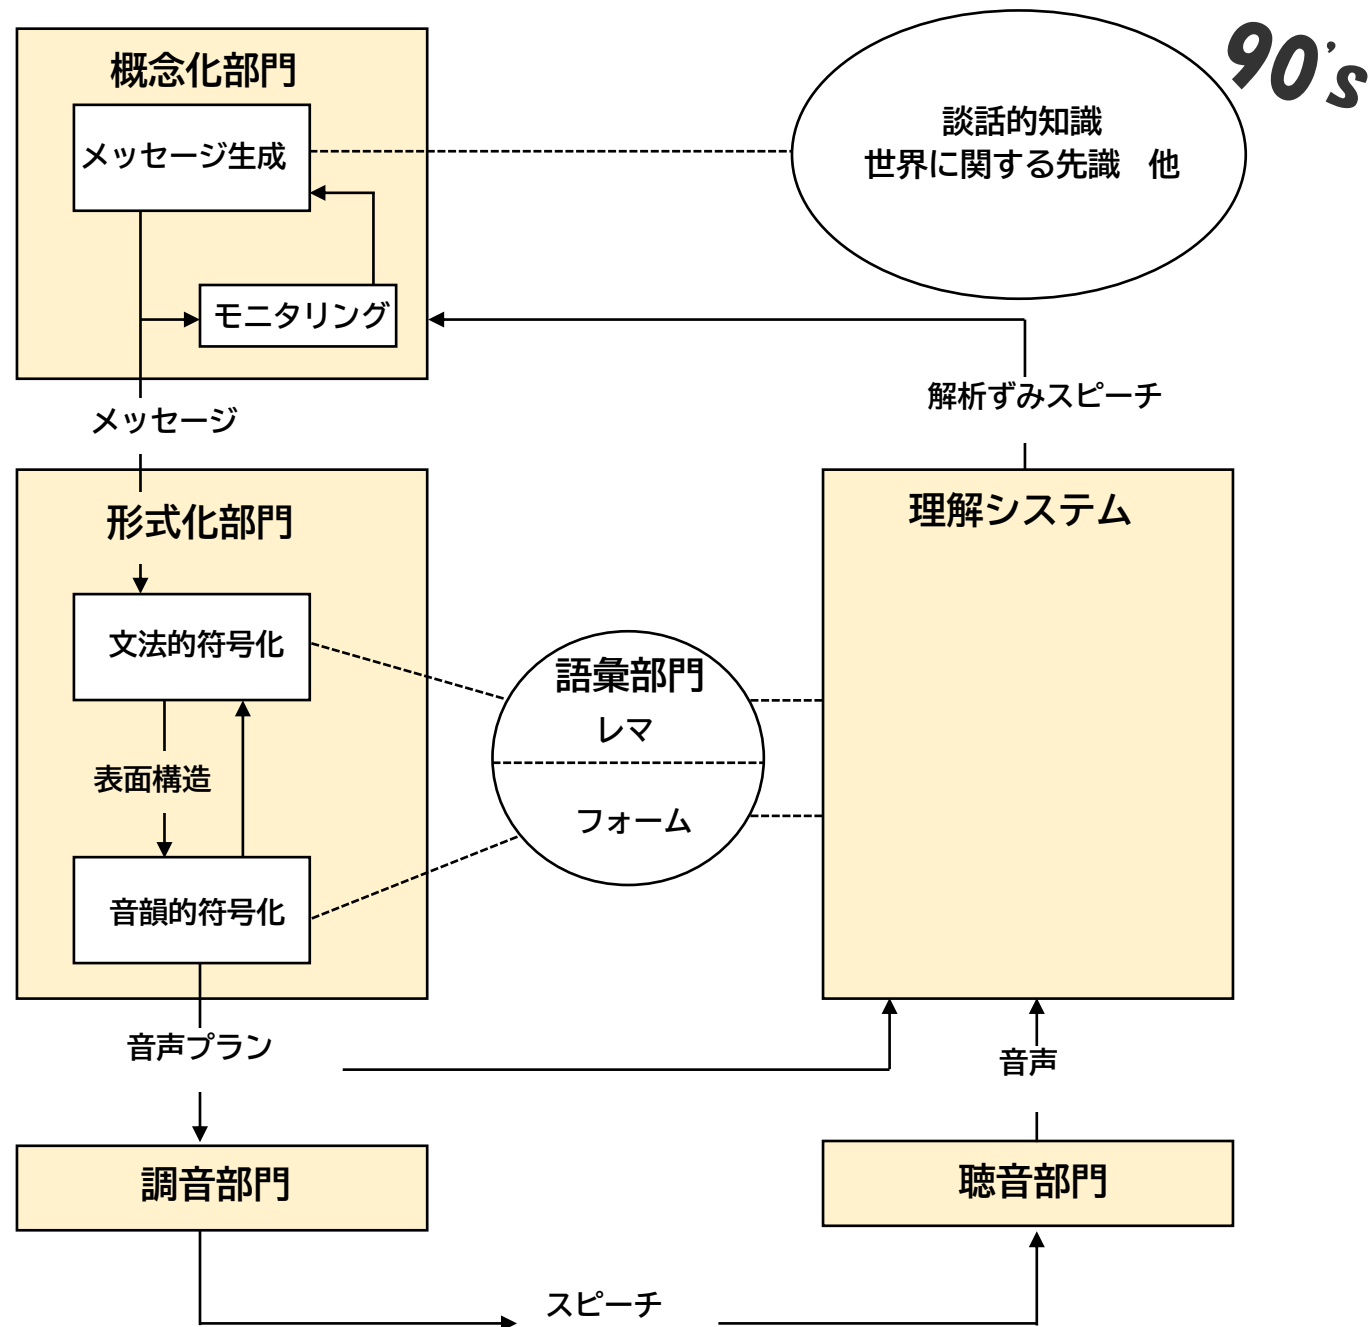 90's
概念化部門
メッセージ生成
談話的知識
世界に関する先識　他
モニタリング
メッセージ
解析ずみスピーチ
形式化部門
理解システム
文法的符号化
語彙部門
レマ
表面構造
フォーム
音韻的符号化
音声プラン
音声
調音部門
聴音部門
スピーチ